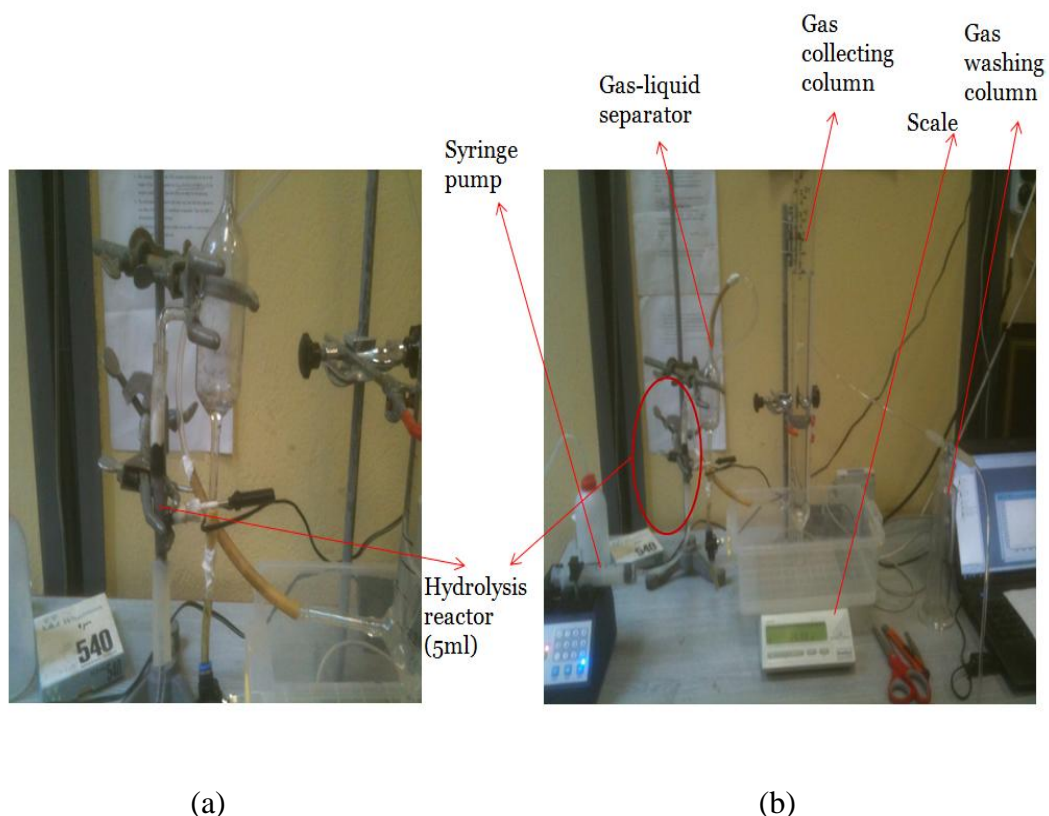 Gas
collecting
column
Gas
washing
column
Gas-liquid
separator
Scale
Syringe
pump
Hydrolysis
reactor
(5ml)
540
540
(a)
(b)